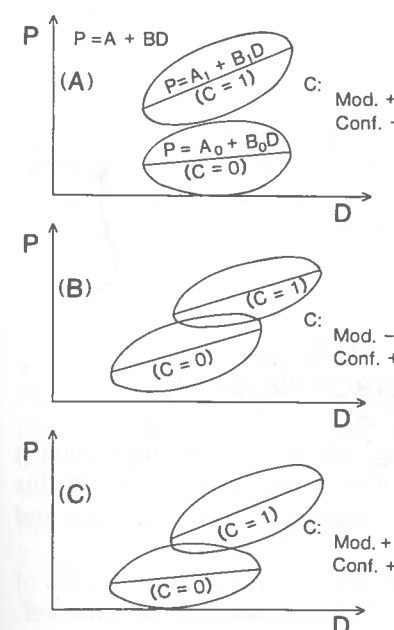 P
P = A + BD
(A)
P = A₁ + B₁D
(C = 1)
C:
Mod. +
Conf. -
P = A₀ + B₀D
(C = 0)
D
P
(B)
(C = 1)
C:
Mod. -
Conf. +
(C = 0)
D
P
(C)
(C = 1)
C:
Mod. +
Conf. +
(C = 0)
D